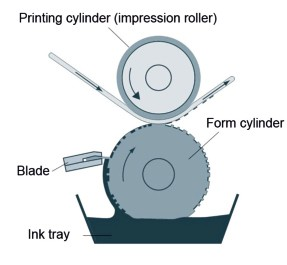 Printing cylinder (impression roller)
Form cylinder
Blade
Ink tray